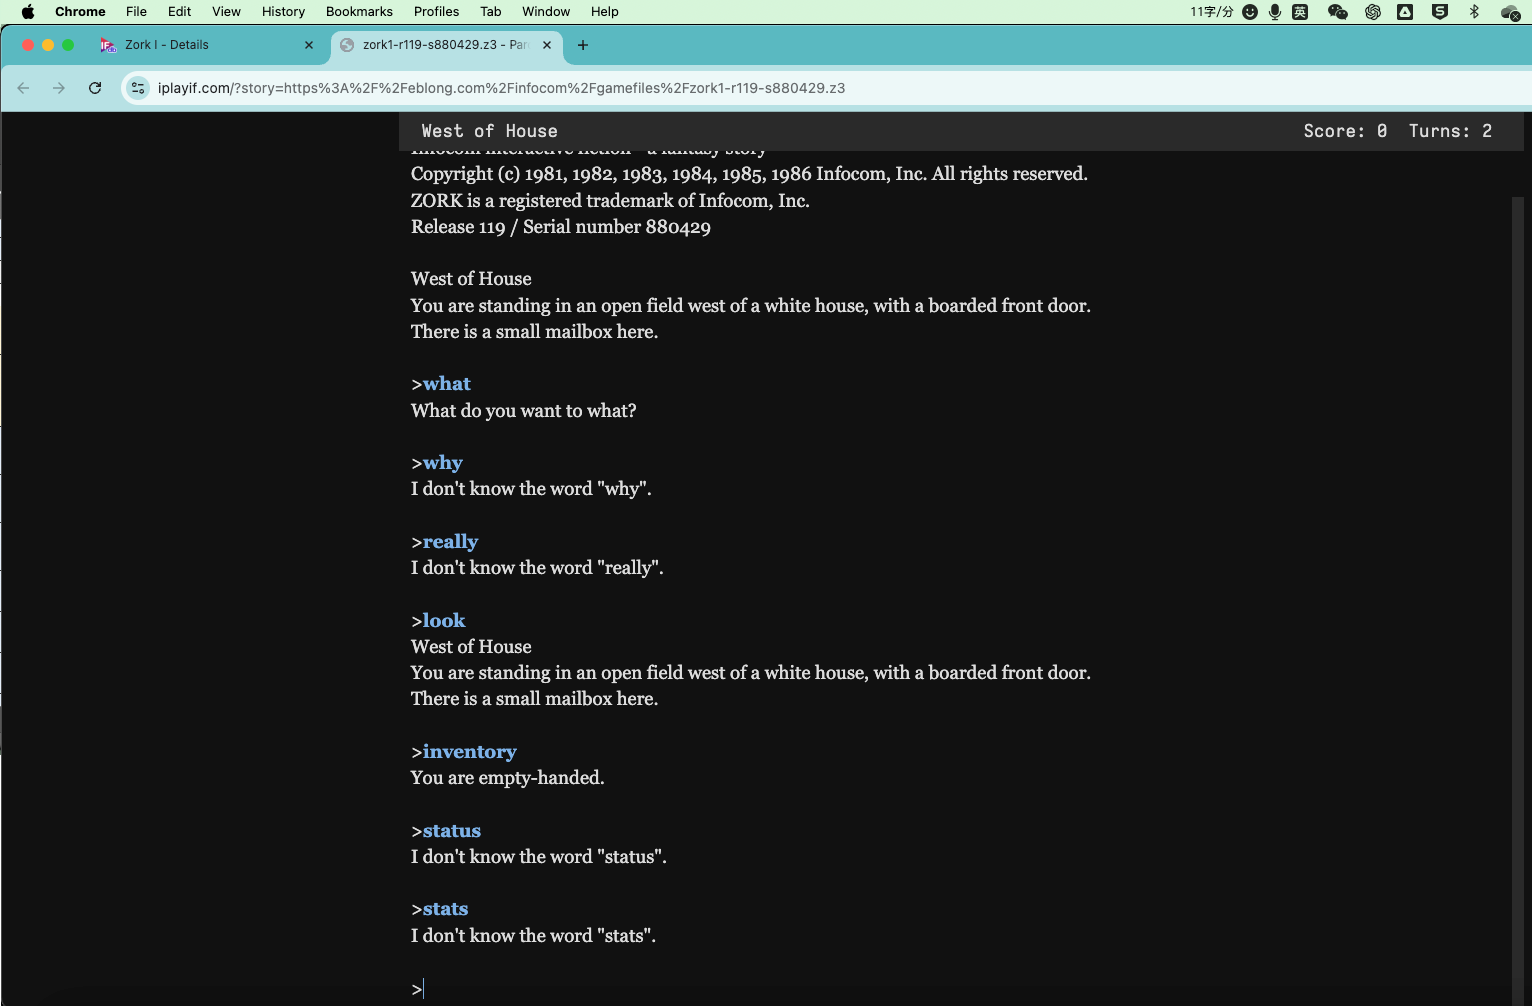 Chrome File Edit View History Bookmarks Profiles Tab Window Help 11字/分 英
Zork I - Details zork1-r119-s880429.z3 - Par
iplayif.com/?story=https%3A%2F%2Feblong.com%2Finfocom%2Fgamefiles%2Fzork1-r119-s880429.z3
West of House Score: 0 Turns: 2
Infocom interactive fiction - a fantasy story
Copyright (c) 1981, 1982, 1983, 1984, 1985, 1986 Infocom, Inc. All rights reserved.
ZORK is a registered trademark of Infocom, Inc.
Release 119 / Serial number 880429
West of House
You are standing in an open field west of a white house, with a boarded front door.
There is a small mailbox here.
>what
What do you want to what?
>why
I don't know the word "why".
>really
I don't know the word "really".
>look
West of House
You are standing in an open field west of a white house, with a boarded front door.
There is a small mailbox here.
>inventory
You are empty-handed.
>status
I don't know the word "status".
>stats
I don't know the word "stats".
>